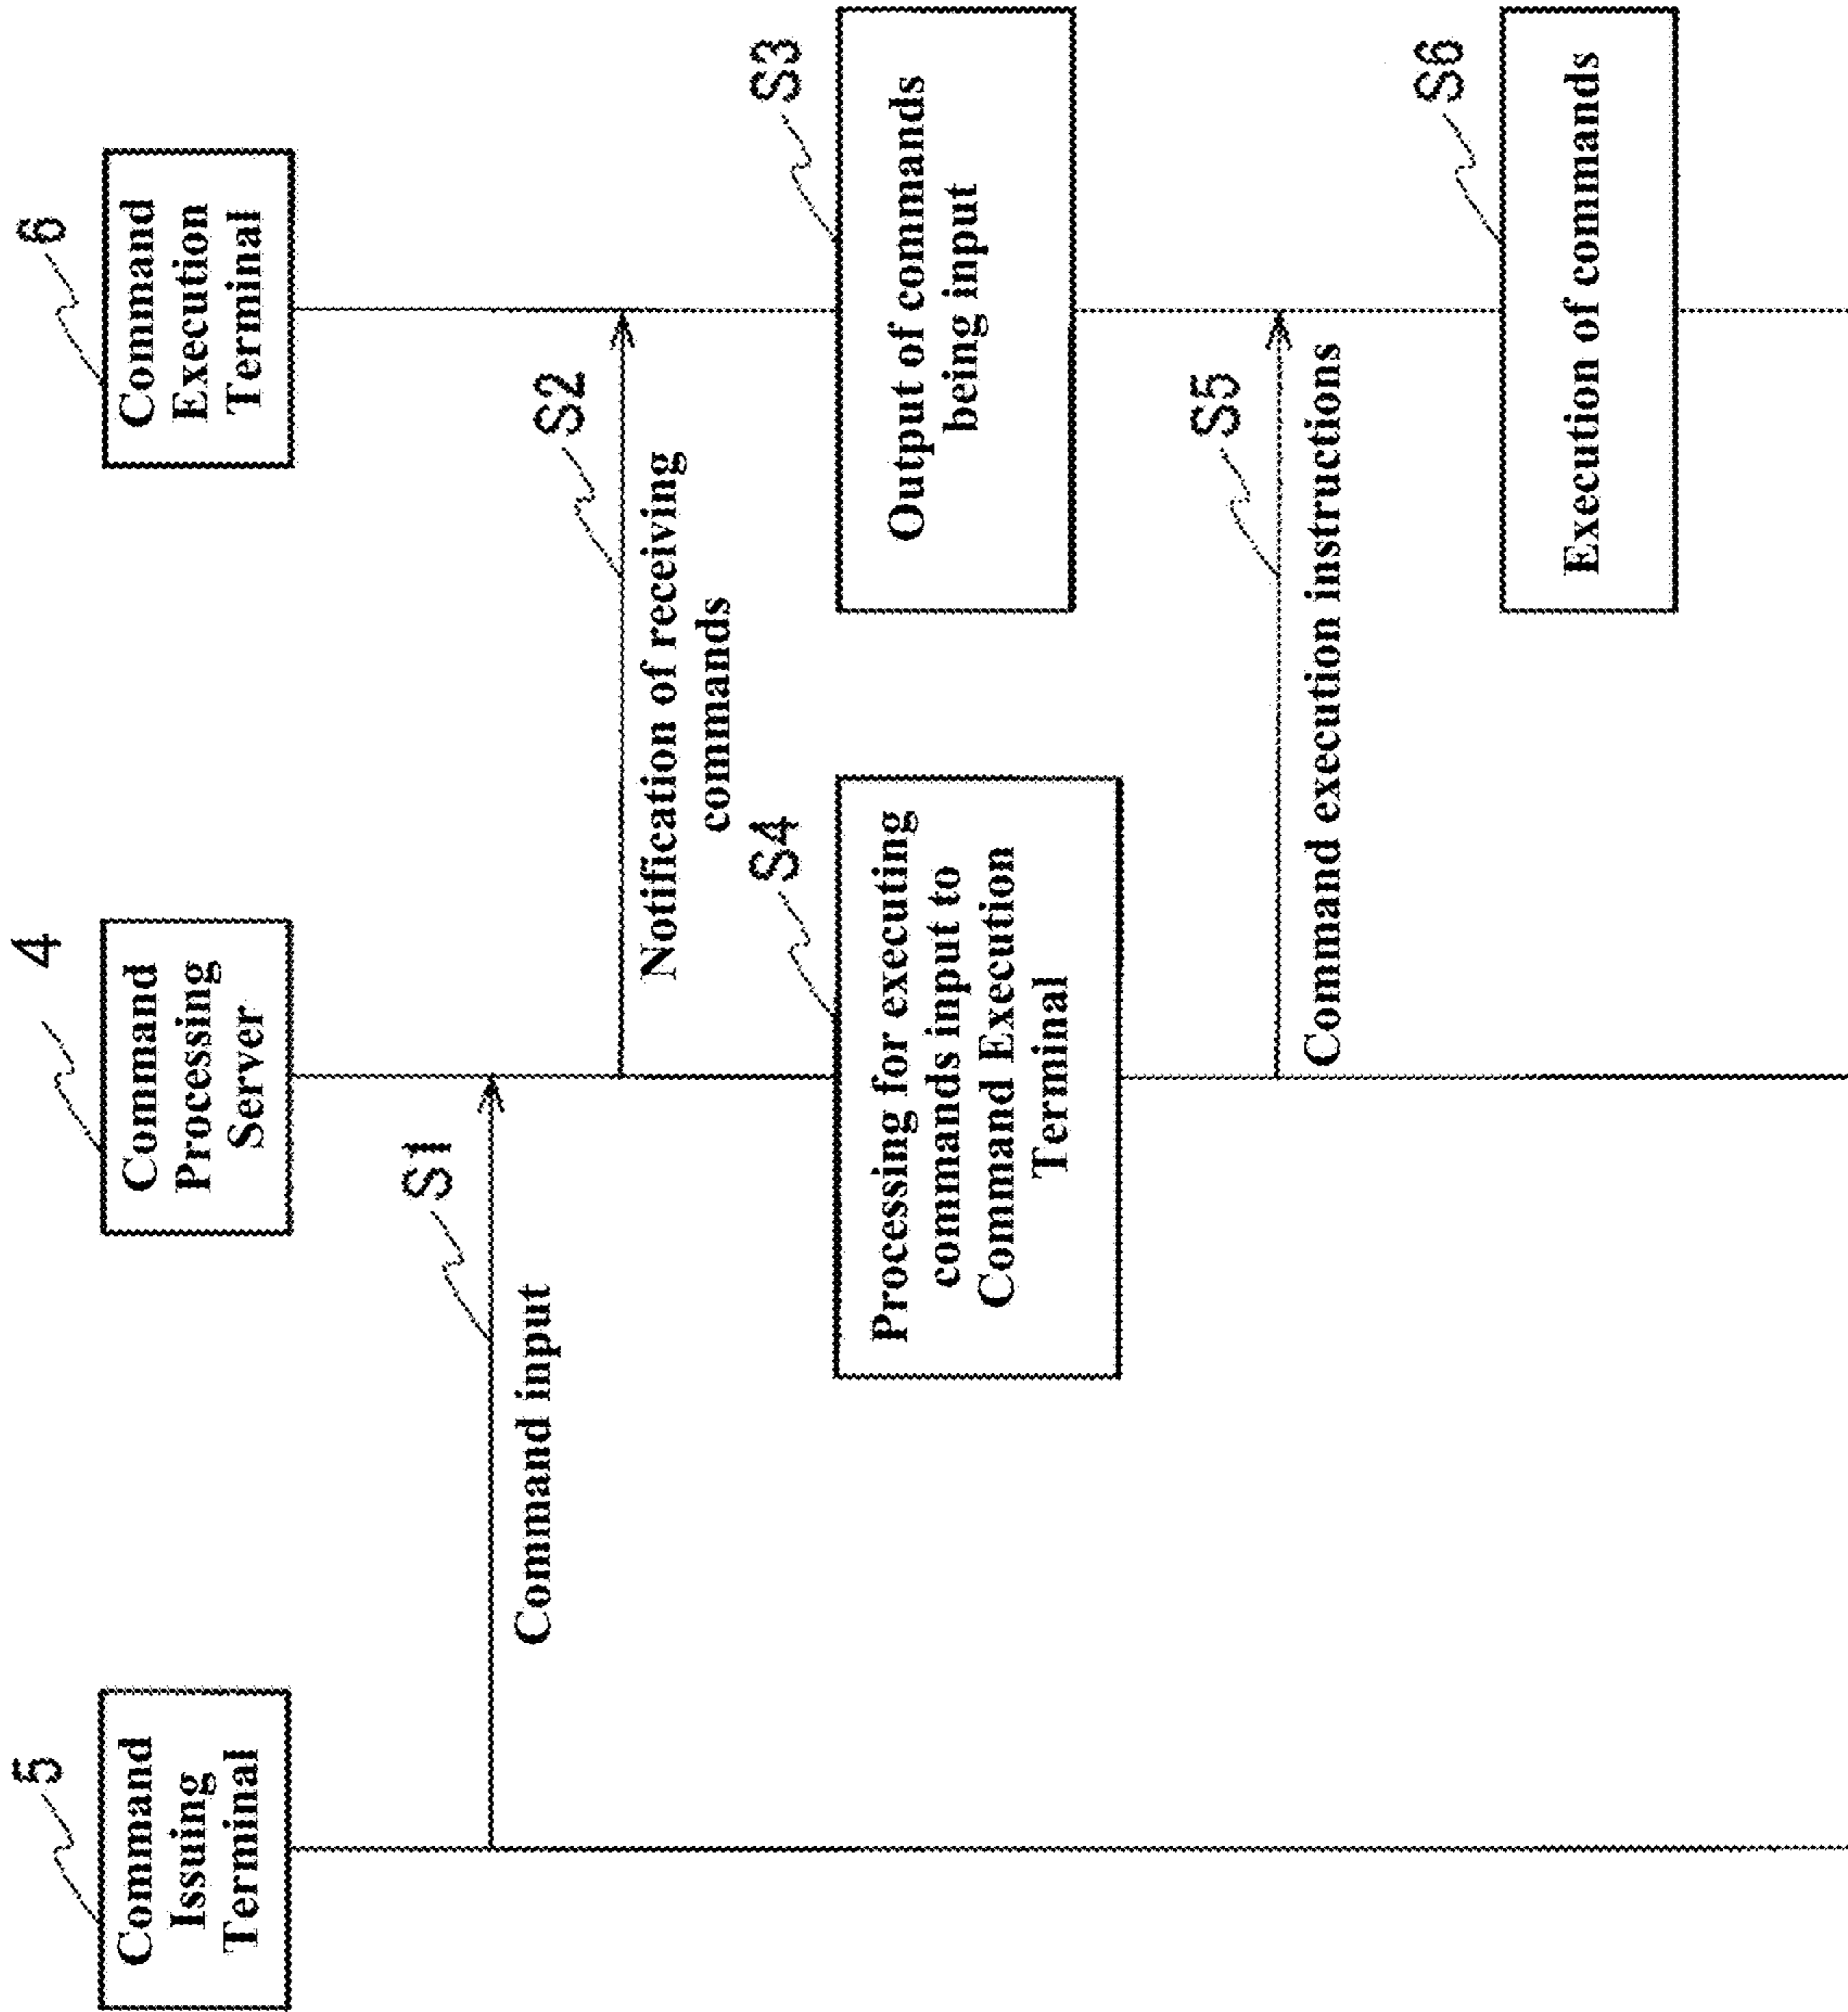 5
Command
Issuing
Terminal
4
Command
Processing
Server
6
Command
Execution
Terminal
S1
Command input
S2
Notification of receiving
commands
S4
Processing for executing
commands input to
Command Execution
Terminal
S3
Output of commands
being input
S5
Command execution instructions
S6
Execution of commands